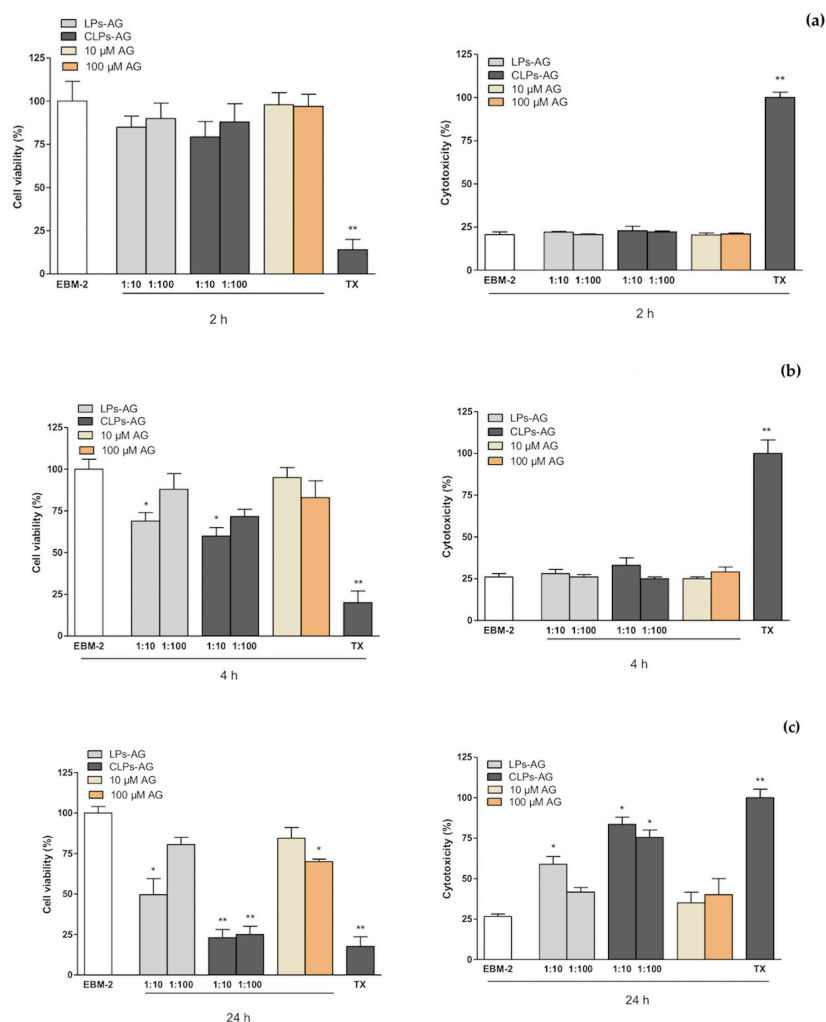 (a)
LPs-AG
CLPs-AG
10 µM AG
100 µM AG
Cell viability (%)
125
100
75
50
25
0
EBM-2 1:10 1:100 1:10 1:100 TX
2 h
LPs-AG
CLPs-AG
10 µM AG
100 µM AG
Cytotoxicity (%)
125
100
75
50
25
0
**
**
EBM-2 1:10 1:100 1:10 1:100 TX
2 h
(b)
LPs-AG
CLPs-AG
10 µM AG
100 µM AG
Cell viability (%)
125
100
75
50
25
0
* * **
EBM-2 1:10 1:100 1:10 1:100 TX
4 h
LPs-AG
CLPs-AG
10 µM AG
100 µM AG
Cytotoxicity (%)
125
100
75
50
25
0
**
EBM-2 1:10 1:100 1:10 1:100 TX
4 h
(c)
LPs-AG
CLPs-AG
10 µM AG
100 µM AG
Cell viability (%)
125
100
75
50
25
0
* ** ** * **
EBM-2 1:10 1:100 1:10 1:100 TX
24 h
LPs-AG
CLPs-AG
10 µM AG
100 µM AG
Cytotoxicity (%)
125
100
75
50
25
0
* * * **
EBM-2 1:10 1:100 1:10 1:100 TX
24 h